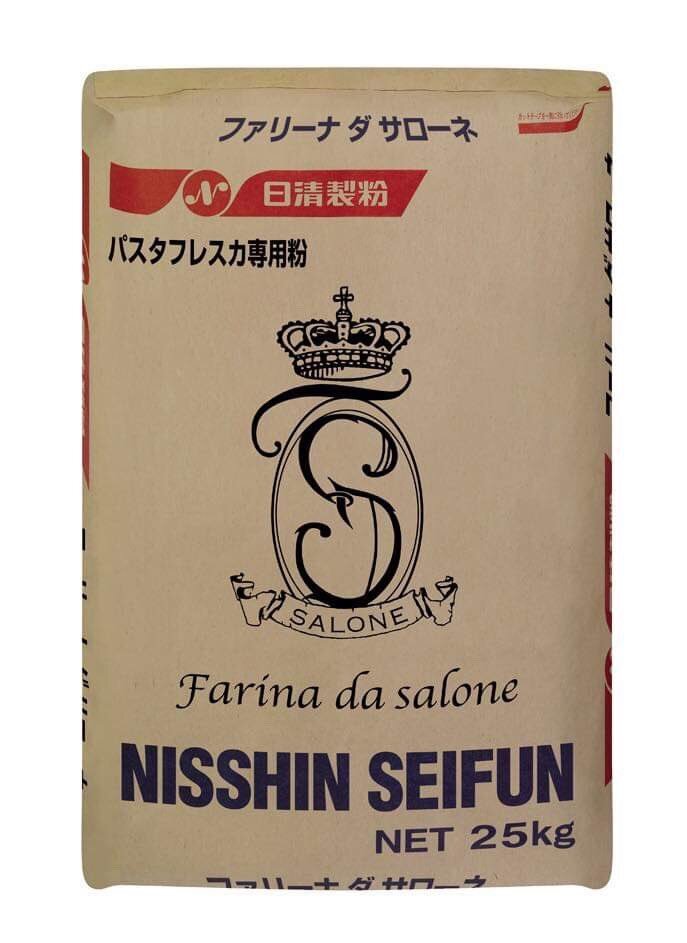 ファリーナ ダ サローネ
N 日清製粉
パスタフレスカ専用粉
SALONE
Farina da salone
NISSHIN SEIFUN
NET 25kg
ファリーナ ダ サローネ